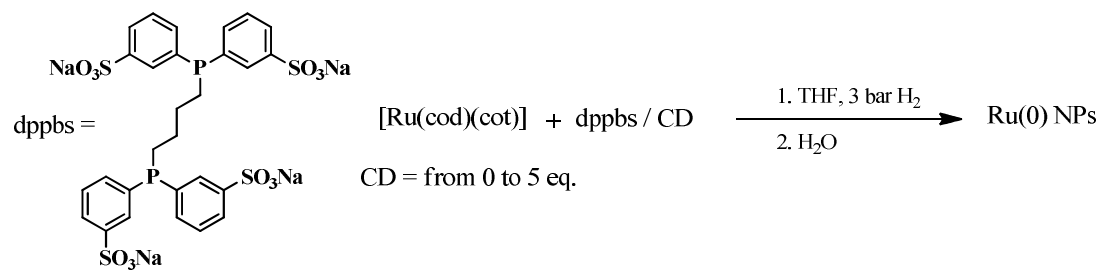 NaO₃S
P
SO₃Na
dppbs =
[Ru(cod)(cot)] + dppbs / CD
1. THF, 3 bar H₂
2. H₂O
Ru(0) NPs
P
SO₃Na
CD = from 0 to 5 eq.
SO₃Na